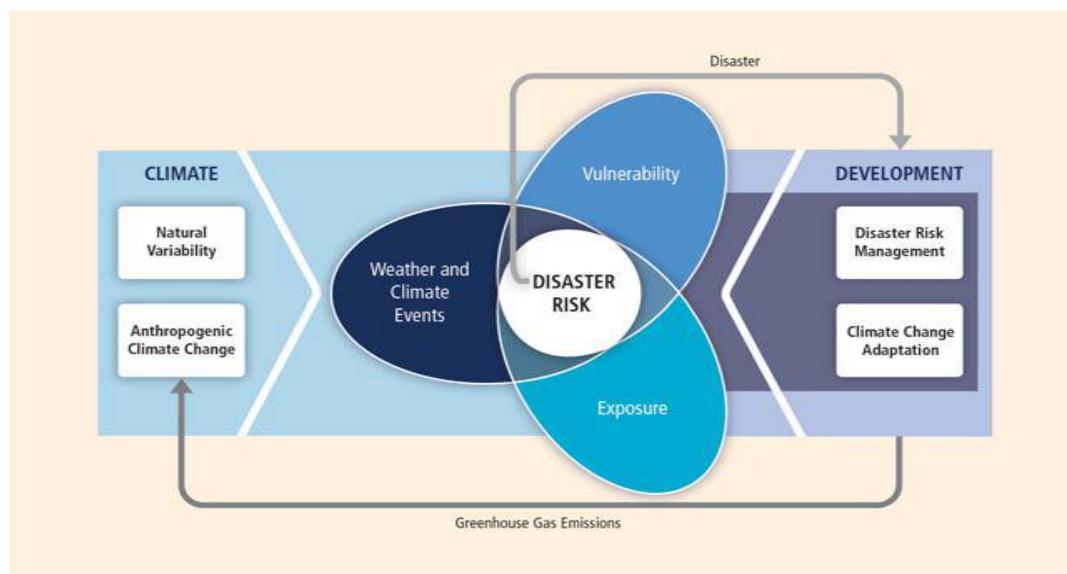 Disaster
CLIMATE
Natural
Variability
Anthropogenic
Climate Change
Weather and
Climate
Events
Vulnerability
DISASTER
RISK
Exposure
DEVELOPMENT
Disaster Risk
Management
Climate Change
Adaptation
Greenhouse Gas Emissions